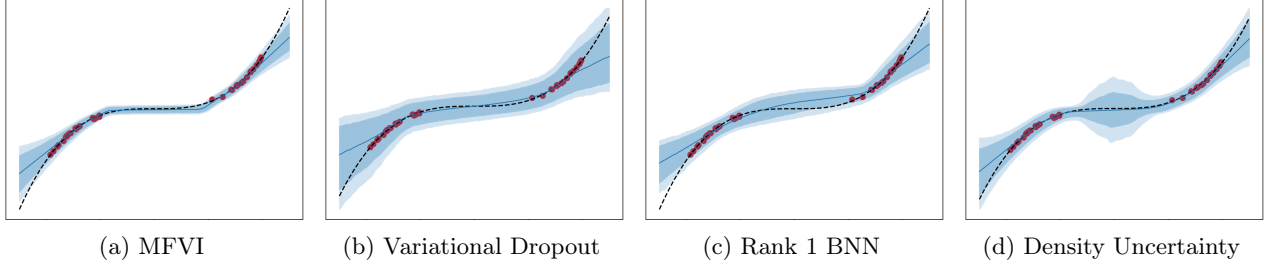 (a) MFVI
(b) Variational Dropout
(c) Rank 1 BNN
(d) Density Uncertainty